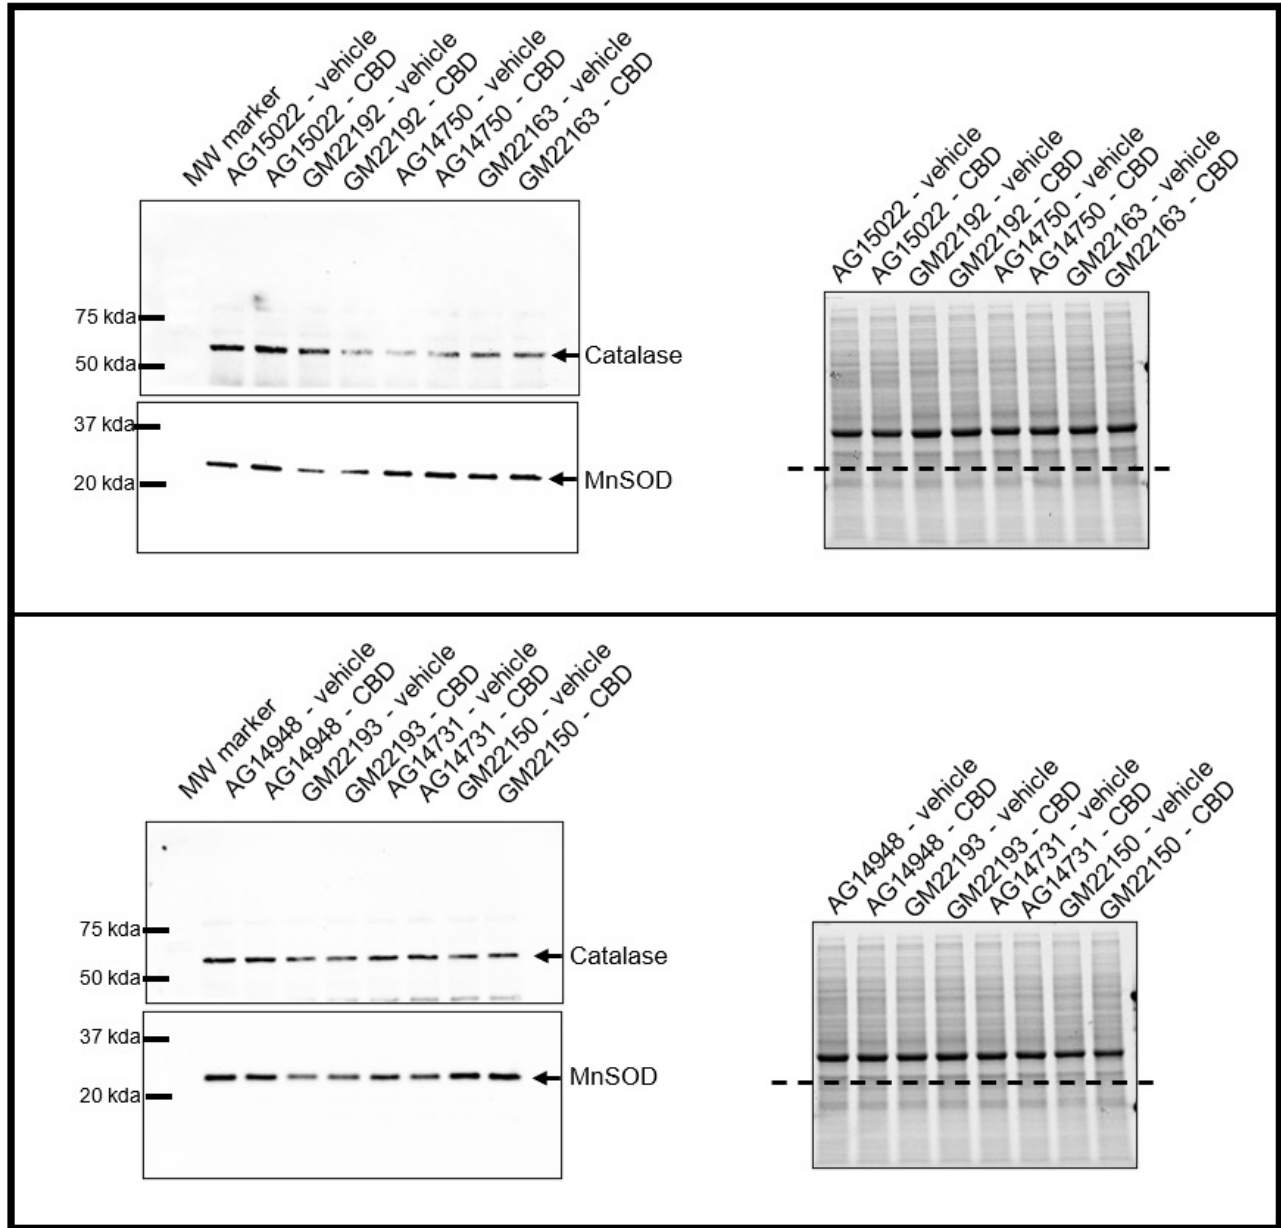 MW marker
AG15022 - vehicle
AG15022 - CBD
GM22192 - vehicle
GM22192 - CBD
AG14750 - vehicle
AG14750 - CBD
GM22163 - vehicle
GM22163 - CBD
75 kda
50 kda
Catalase
37 kda
20 kda
MnSOD
AG15022 - vehicle
AG15022 - CBD
GM22192 - vehicle
GM22192 - CBD
AG14750 - vehicle
AG14750 - CBD
GM22163 - vehicle
GM22163 - CBD
MW marker
AG14948 - vehicle
AG14948 - CBD
GM22193 - vehicle
GM22193 - CBD
AG14731 - vehicle
AG14731 - CBD
GM22150 - vehicle
GM22150 - CBD
75 kda
50 kda
Catalase
37 kda
20 kda
MnSOD
AG14948 - vehicle
AG14948 - CBD
GM22193 - vehicle
GM22193 - CBD
AG14731 - vehicle
AG14731 - CBD
GM22150 - vehicle
GM22150 - CBD